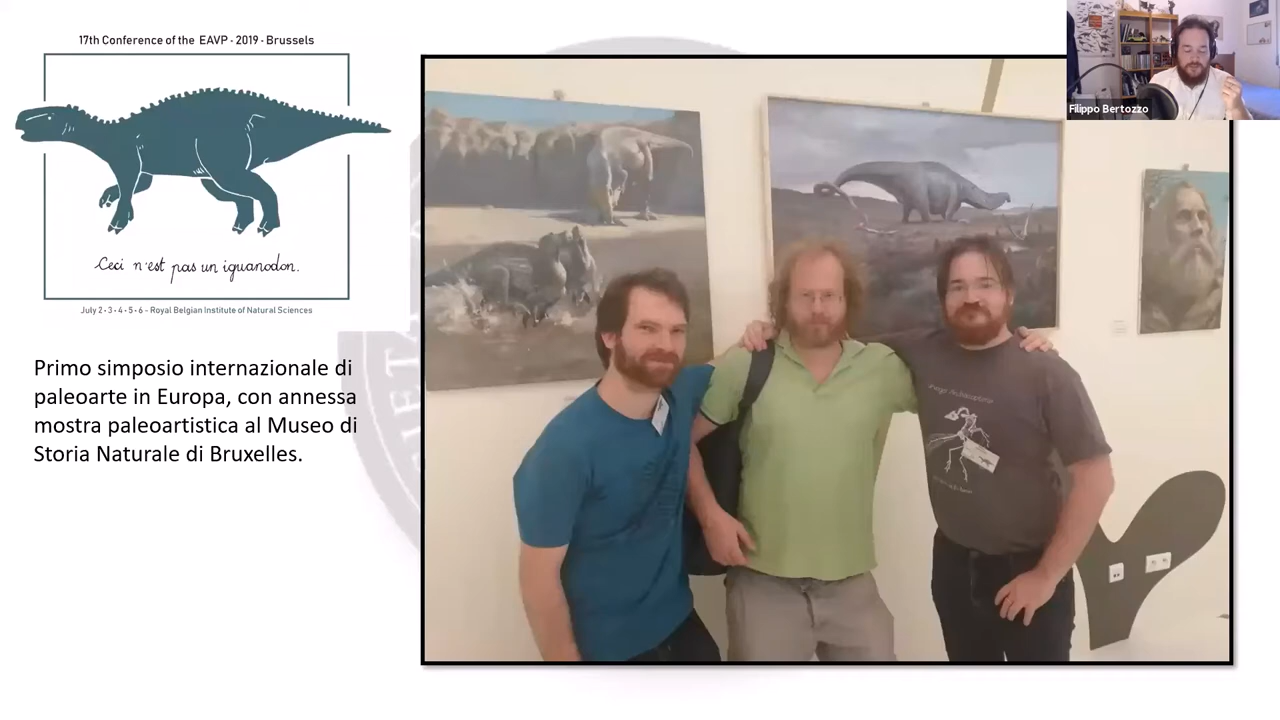 17th Conference of the EAVP - 2019 - Brussels
Ceci n'est pas un iguanodon.
July 2 • 3 • 4 • 5 • 6 - Royal Belgian Institute of Natural Sciences
Primo simposio internazionale di
paleoarte in Europa, con annessa
mostra paleoartistica al Museo di
Storia Naturale di Bruxelles.
Filippo Bertozzo